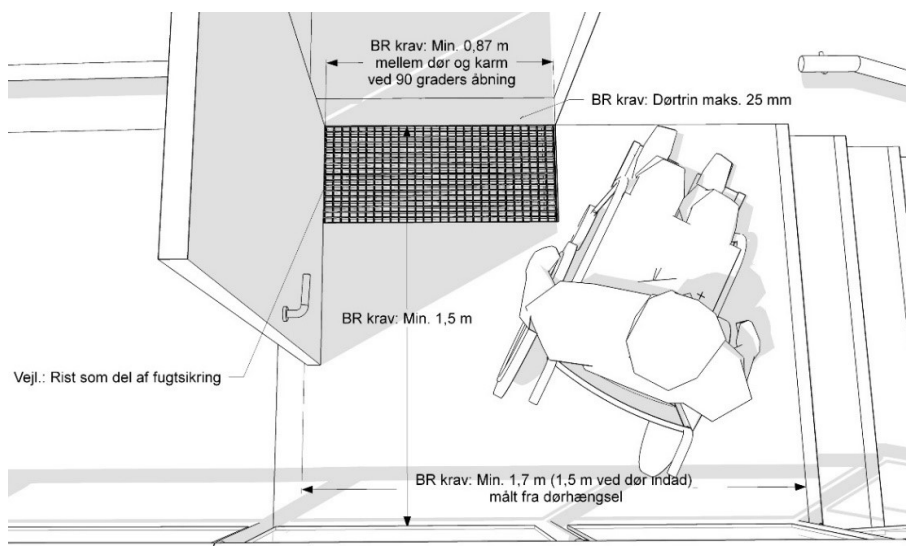 BR krav: Min. 0,87 m
mellem dør og karm
ved 90 graders åbning
BR krav: Dørtrin maks. 25 mm
BR krav: Min. 1,5 m
Vejl.: Rist som del af fugtsikring
BR krav: Min. 1,7 m (1,5 m ved dør indad)
målt fra dørhængsel